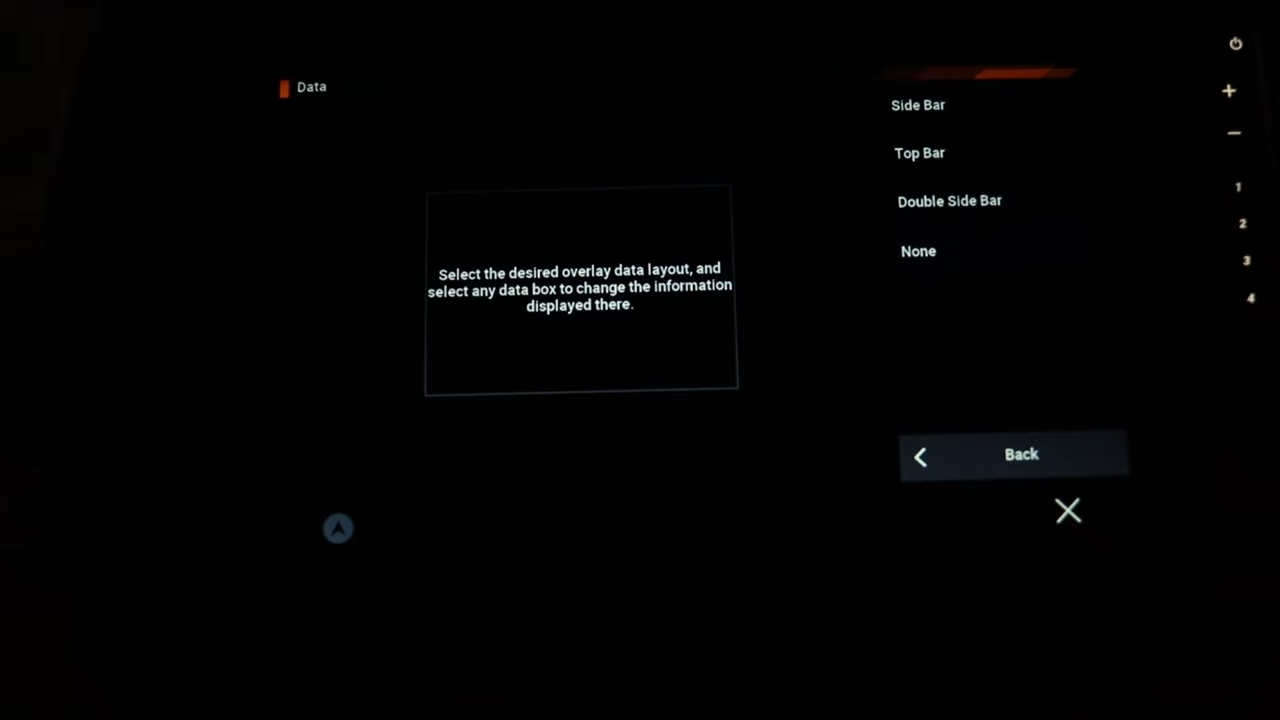 Data
Side Bar
Top Bar
Double Side Bar
None
Select the desired overlay data layout, and
select any data box to change the information
displayed there.
Back
+
−
1
2
3
4